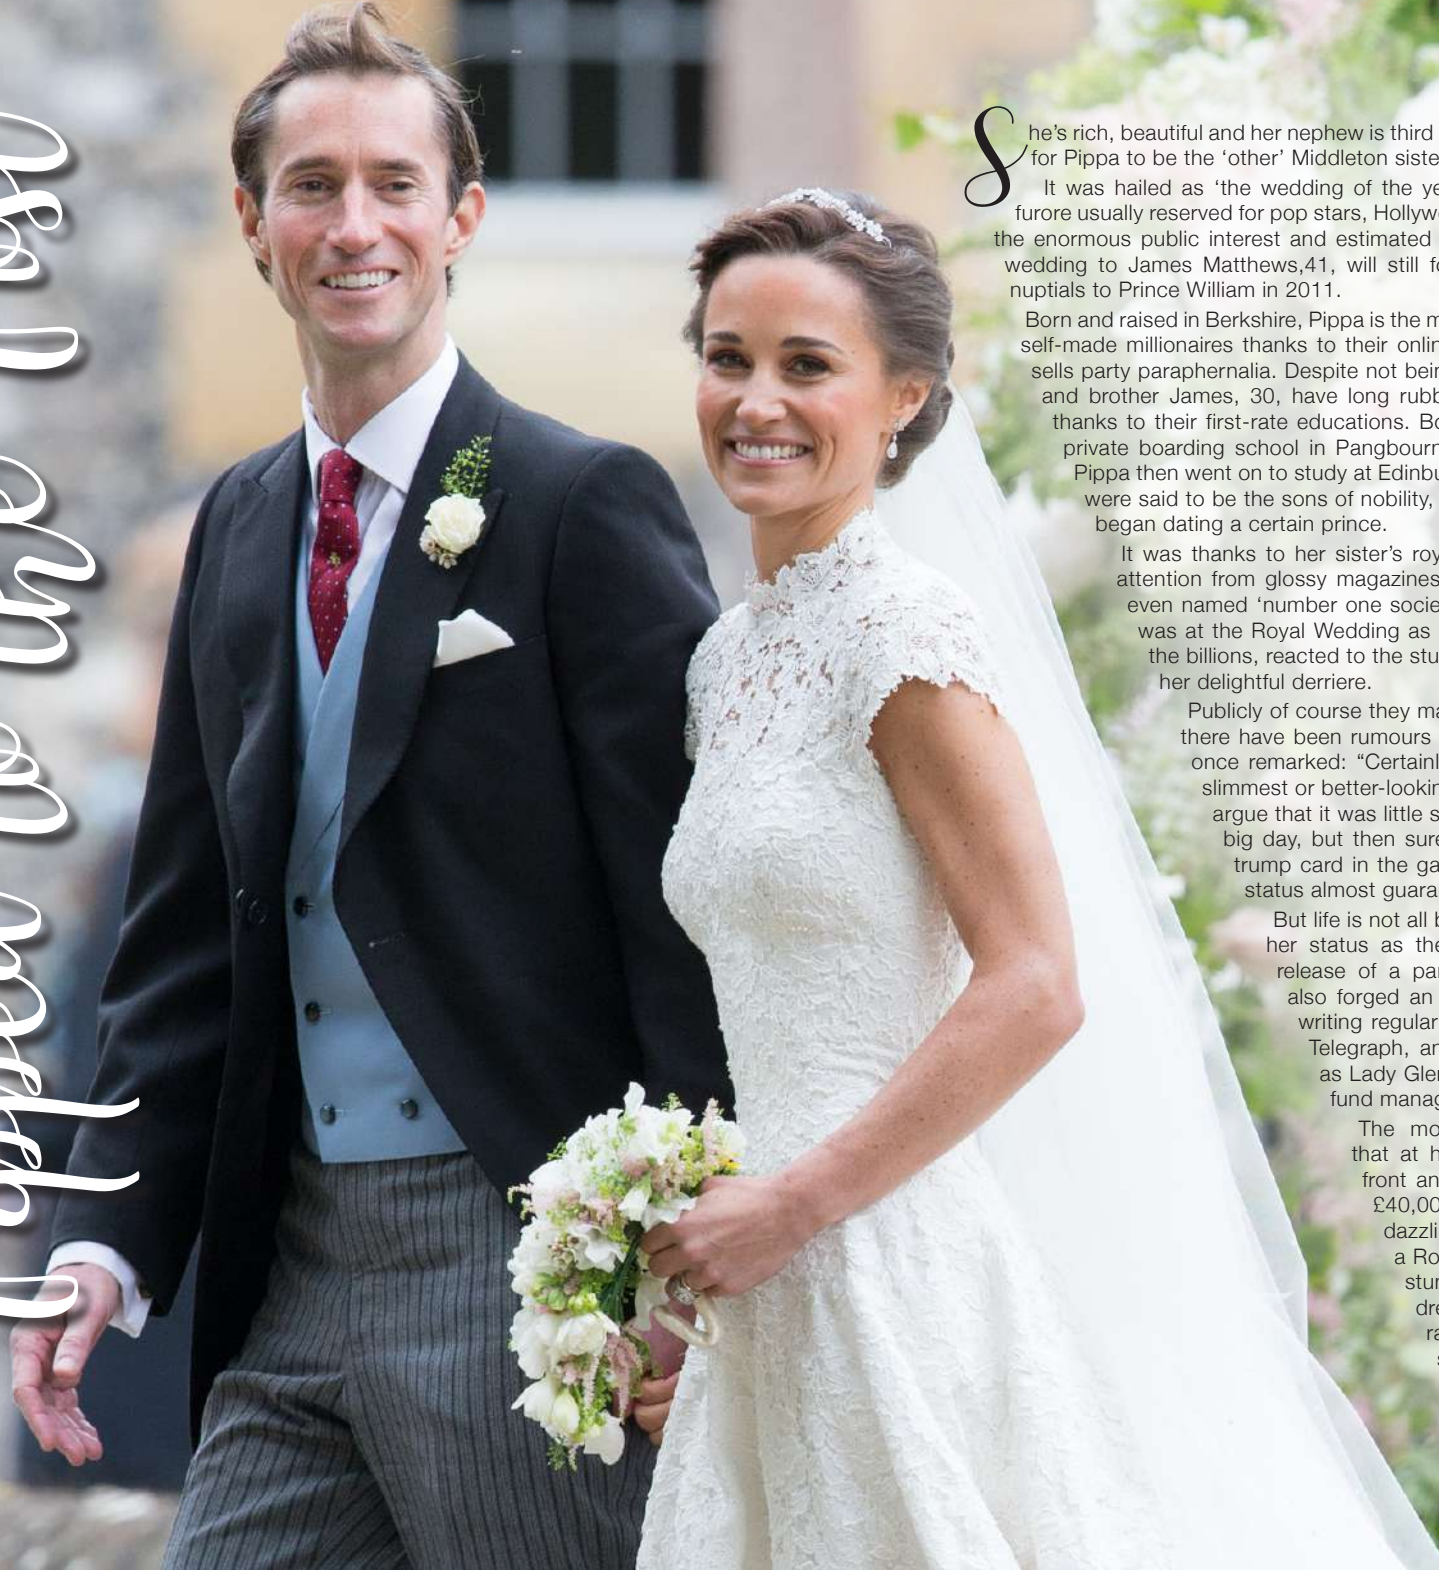 Pipped to the Post
She’s rich, beautiful and her nephew is third
for Pippa to be the ‘other’ Middleton siste
It was hailed as ‘the wedding of the ye
furore usually reserved for pop stars, Hollyw
the enormous public interest and estimated
wedding to James Matthews,41, will still fo
nuptials to Prince William in 2011.
Born and raised in Berkshire, Pippa is the m
self-made millionaires thanks to their onlin
sells party paraphernalia. Despite not bein
and brother James, 30, have long rubb
thanks to their first-rate educations. Bo
private boarding school in Pangbourn
Pippa then went on to study at Edinbu
were said to be the sons of nobility,
began dating a certain prince.
It was thanks to her sister’s roy
attention from glossy magazines
even named ‘number one socie
was at the Royal Wedding as
the billions, reacted to the stu
her delightful derriere.
Publicly of course they ma
there have been rumours
once remarked: “Certainl
slimmest or better-lookin
argue that it was little s
big day, but then sure
trump card in the ga
status almost guara
But life is not all b
her status as the
release of a par
also forged an
writing regular
Telegraph, an
as Lady Gler
fund manag
The mo
that at h
front an
£40,00
dazzli
a Ro
stur
dre
ra
s